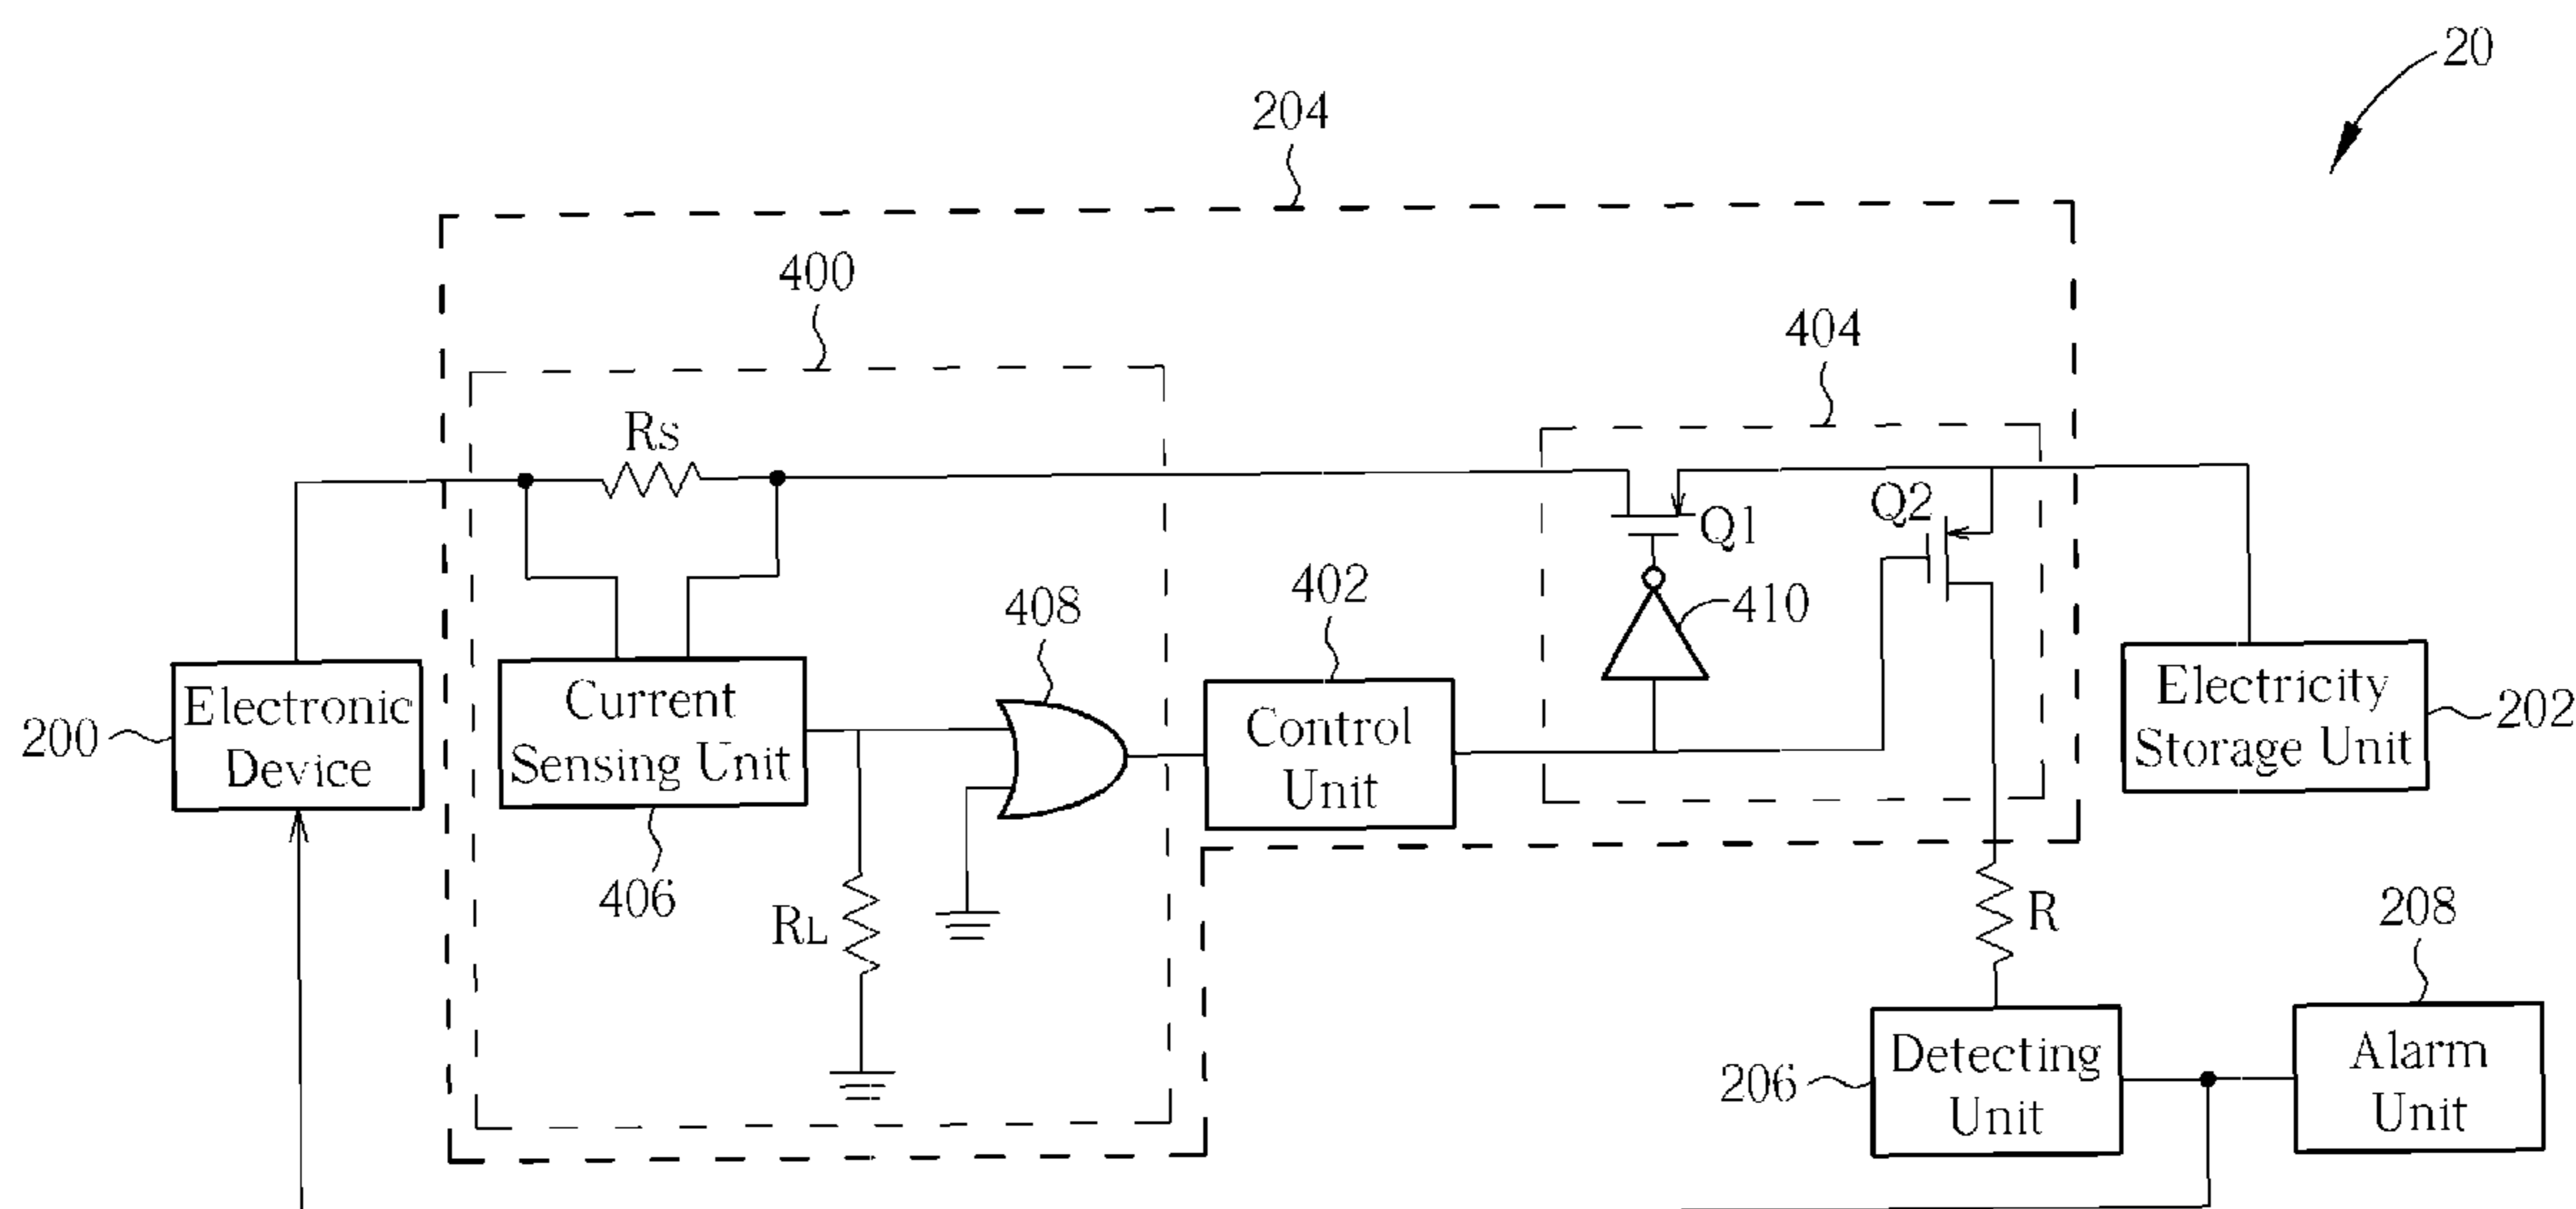 20
204
400
404
Rs
Q2
Q1
402
410
408
Electronic
Device
200
Current
Sensing Unit
Control
Unit
Electricity
Storage Unit
202
406
RL
R
208
206
Detecting
Unit
Alarm
Unit